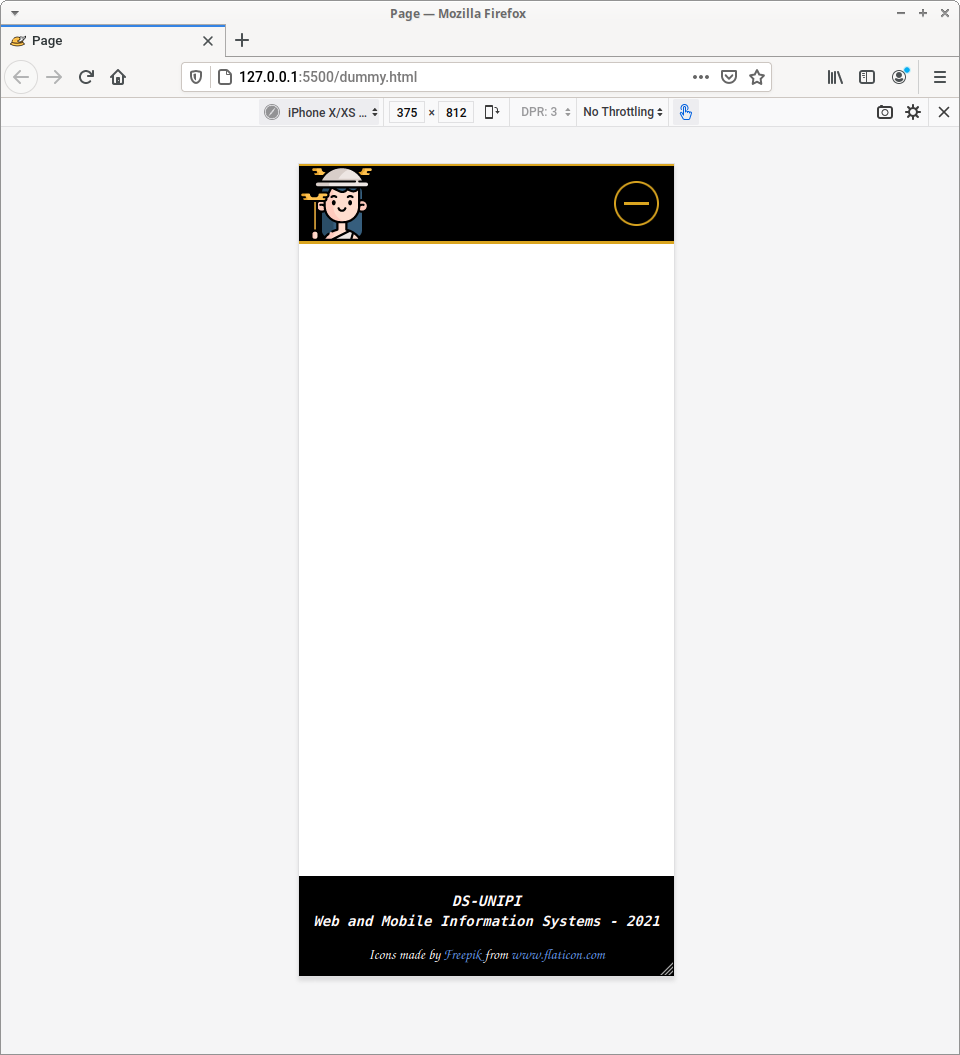 Page — Mozilla Firefox
Page
127.0.0.1:5500/dummy.html
iPhone X/XS ... 375 × 812 DPR: 3 No Throttling
DS-UNIPI
Web and Mobile Information Systems - 2021
Icons made by Freepik from www.flaticon.com